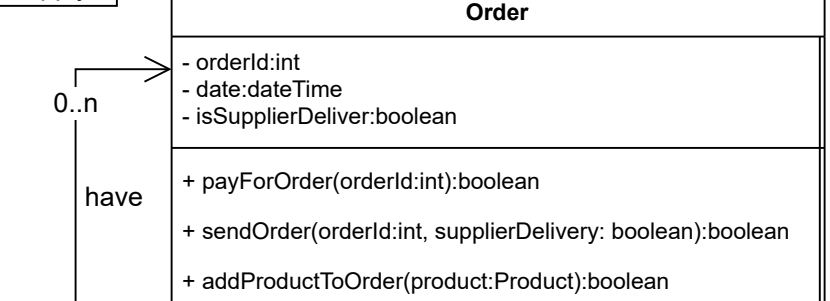 Order
- orderId:int
- date:dateTime
- isSupplierDeliver:boolean
0..n
have
+ payForOrder(orderId:int):boolean
+ sendOrder(orderId:int, supplierDelivery: boolean):boolean
+ addProductToOrder(product:Product):boolean